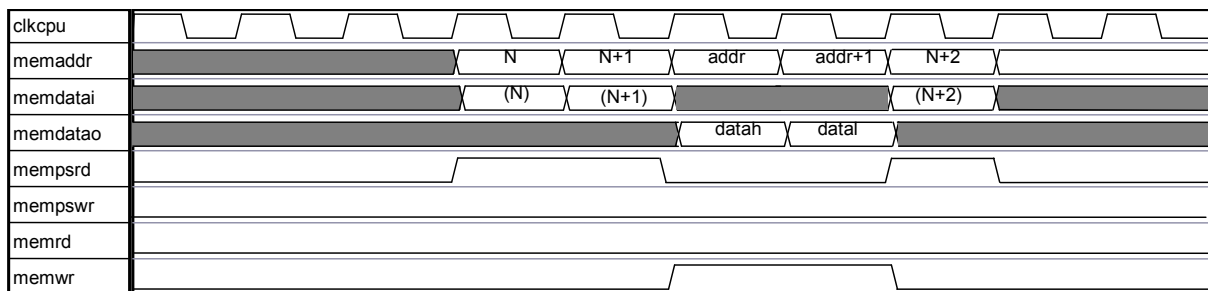 clkcpu
memaddr N N+1 addr addr+1 N+2
memdatai (N) (N+1) (N+2)
memdatao datah datal
mempsrd
mempswr
memrd
memwr